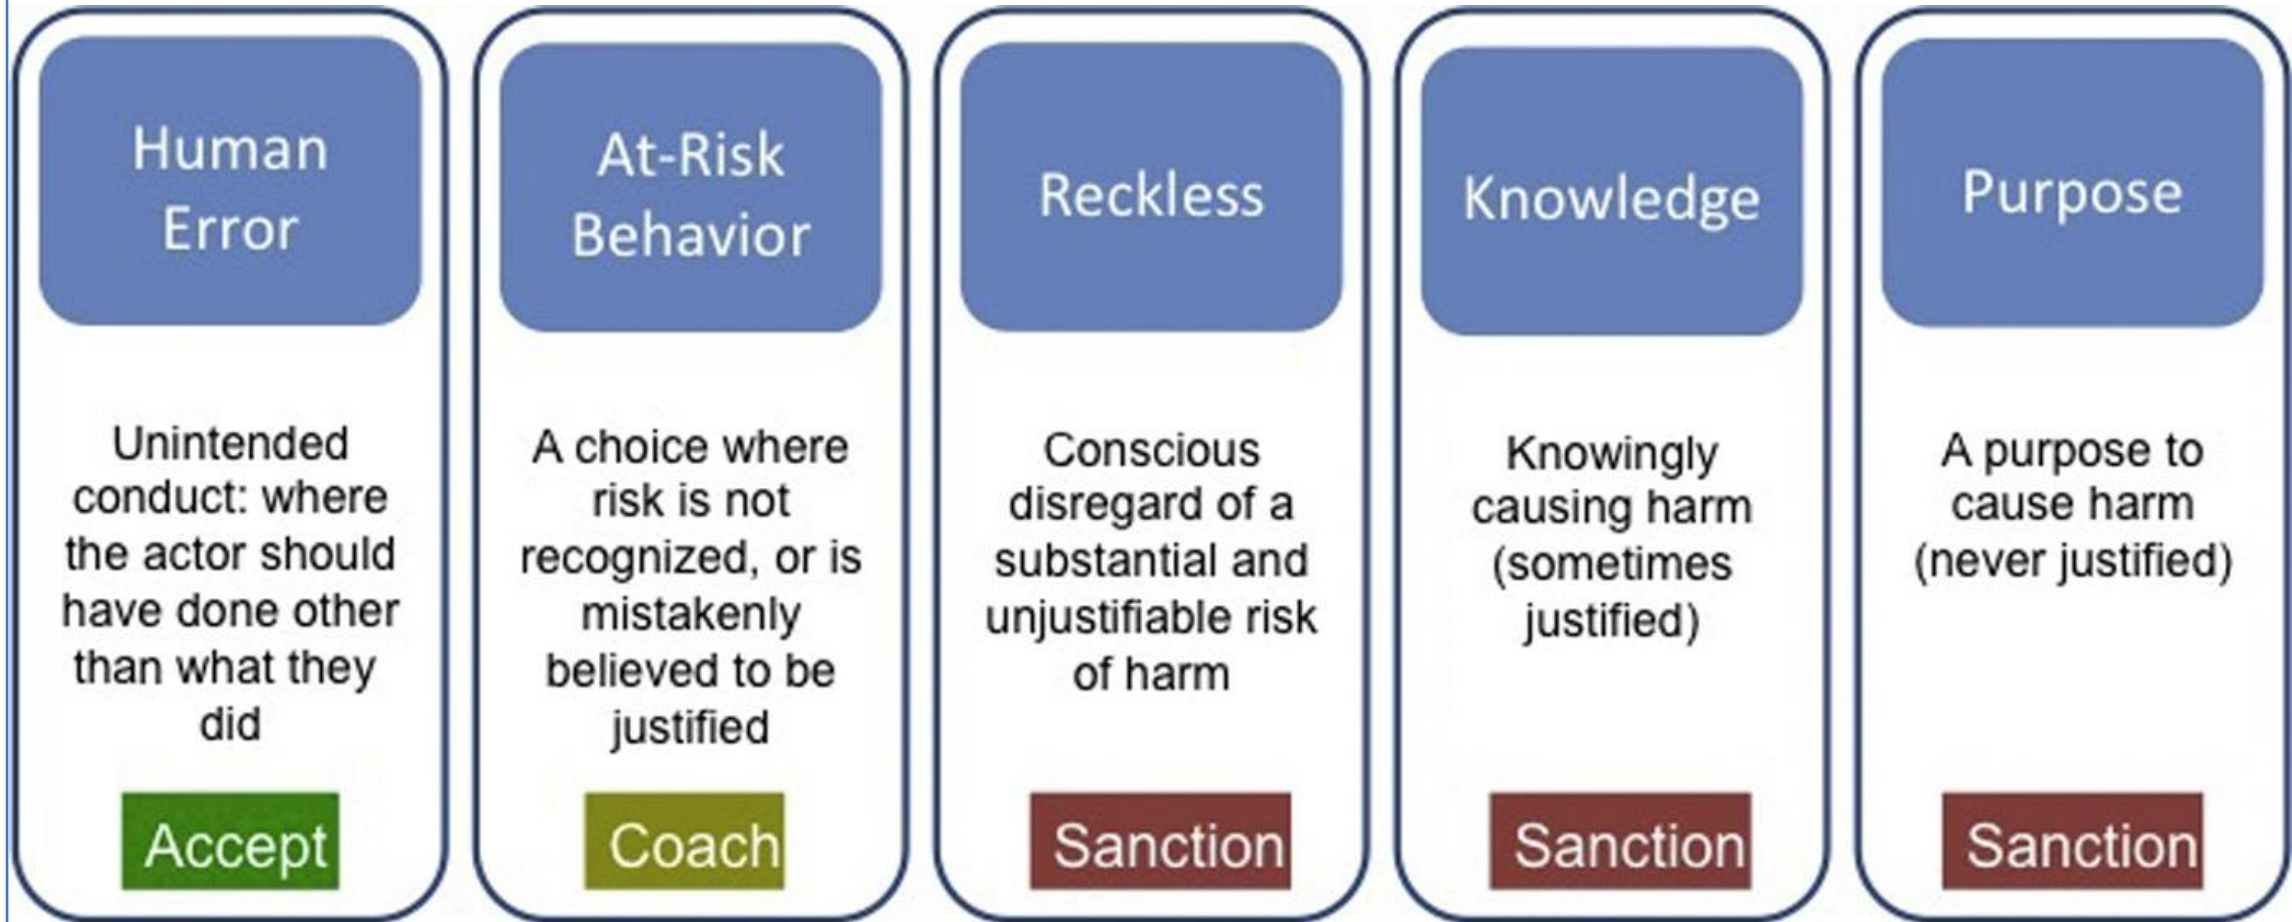 Human
Error
Unintended
conduct: where
the actor should
have done other
than what they
did
Accept
At-Risk
Behavior
A choice where
risk is not
recognized, or is
mistakenly
believed to be
justified
Coach
Reckless
Conscious
disregard of a
substantial and
unjustifiable risk
of harm
Sanction
Knowledge
Knowingly
causing harm
(sometimes
justified)
Sanction
Purpose
A purpose to
cause harm
(never justified)
Sanction